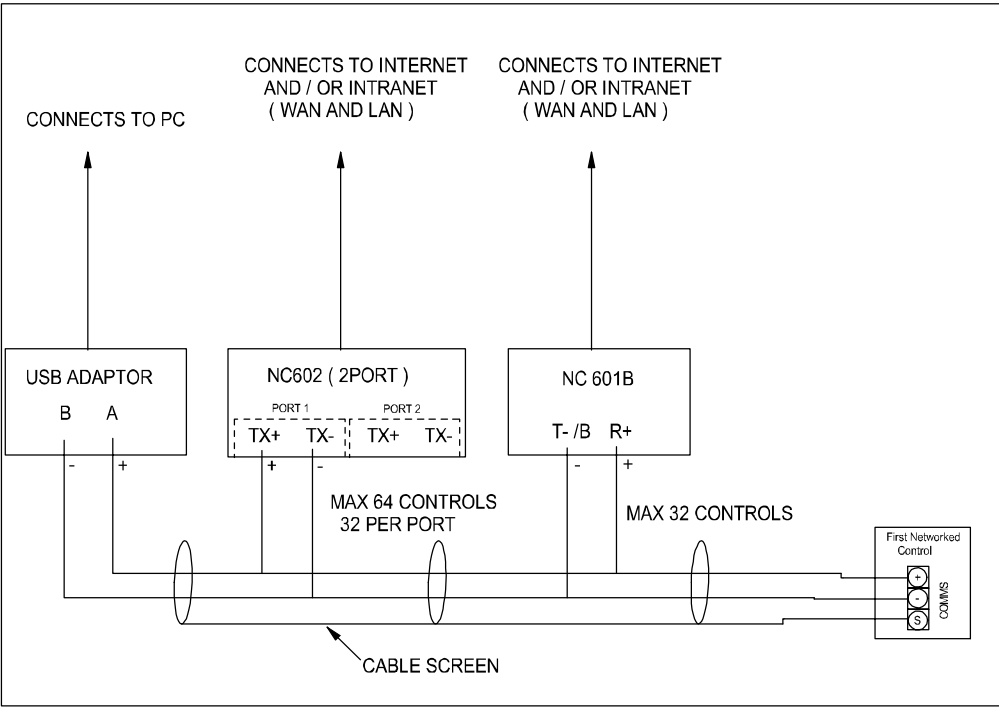 CONNECTS TO PC
CONNECTS TO INTERNET
AND / OR INTRANET
( WAN AND LAN )
CONNECTS TO INTERNET
AND / OR INTRANET
( WAN AND LAN )
USB ADAPTOR
B A
- +
NC602 ( 2PORT )
PORT 1 PORT 2
TX+ TX- TX+ TX-
+ -
NC 601B
T- /B R+
- +
MAX 64 CONTROLS
32 PER PORT
MAX 32 CONTROLS
First Networked
Control
+
-
S
COMMS
CABLE SCREEN